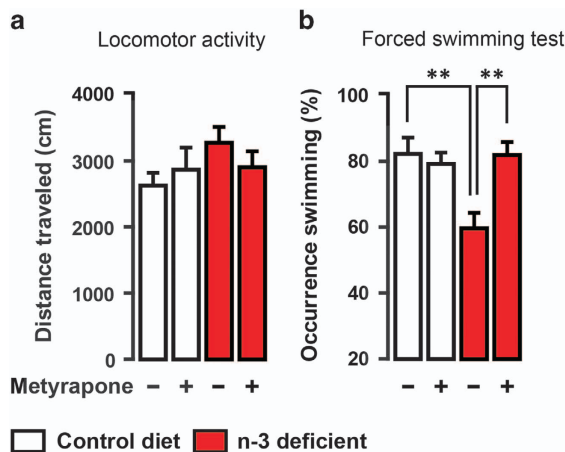 a
Locomotor activity
Distance traveled (cm)
4000
3000
2000
1000
0
Metyrapone - + - +
b
Forced swimming test
** **
Occurrence swimming (%)
100
80
60
40
20
- + - +
Control diet n-3 deficient